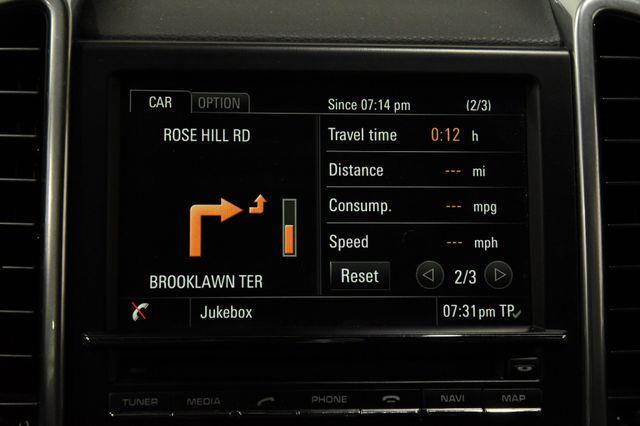 CAR OPTION Since 07:14 pm (2/3)
ROSE HILL RD
Travel time 0:12 h
Distance --- mi
Consump. --- mpg
Speed --- mph
BROOKLAWN TER
Reset 2/3
Jukebox 07:31pm TP
TUNER MEDIA PHONE NAVI MAP